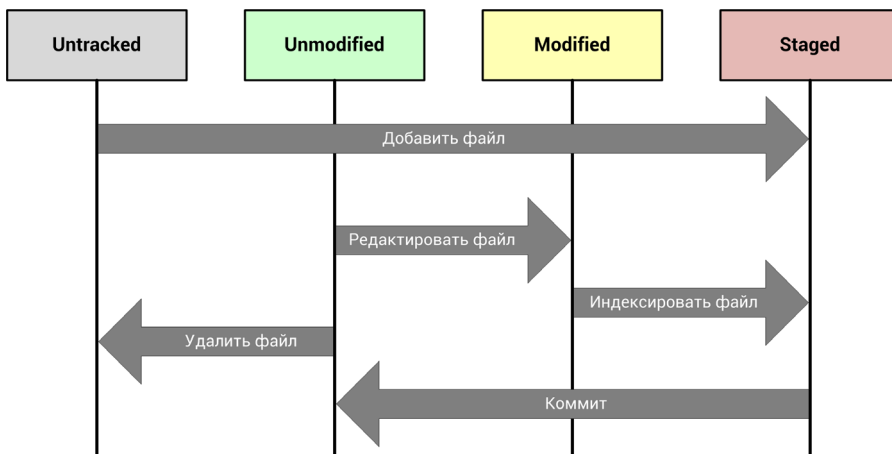 Untracked
Unmodified
Modified
Staged
Добавить файл
Редактировать файл
Индексировать файл
Удалить файл
Коммит